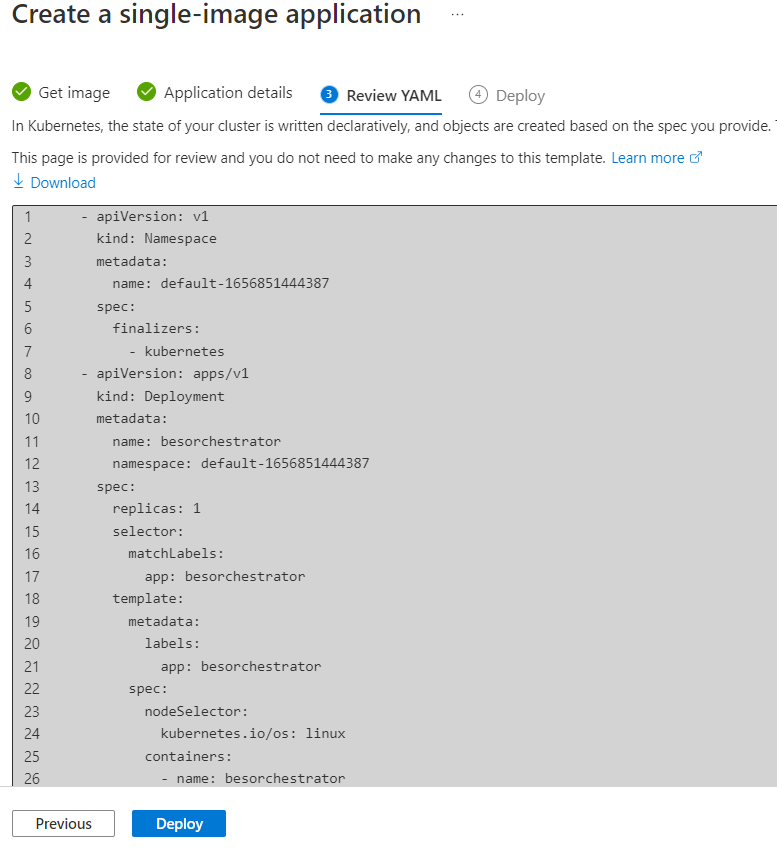 Create a single-image application ...
Get image Application details 3 Review YAML 4 Deploy
In Kubernetes, the state of your cluster is written declaratively, and objects are created based on the spec you provide.
This page is provided for review and you do not need to make any changes to this template. Learn more
Download
1 - apiVersion: v1
2 kind: Namespace
3 metadata:
4 name: default-1656851444387
5 spec:
6 finalizers:
7 - kubernetes
8 - apiVersion: apps/v1
9 kind: Deployment
10 metadata:
11 name: besorchestrator
12 namespace: default-1656851444387
13 spec:
14 replicas: 1
15 selector:
16 matchLabels:
17 app: besorchestrator
18 template:
19 metadata:
20 labels:
21 app: besorchestrator
22 spec:
23 nodeSelector:
24 kubernetes.io/os: linux
25 containers:
26 - name: besorchestrator
Previous Deploy